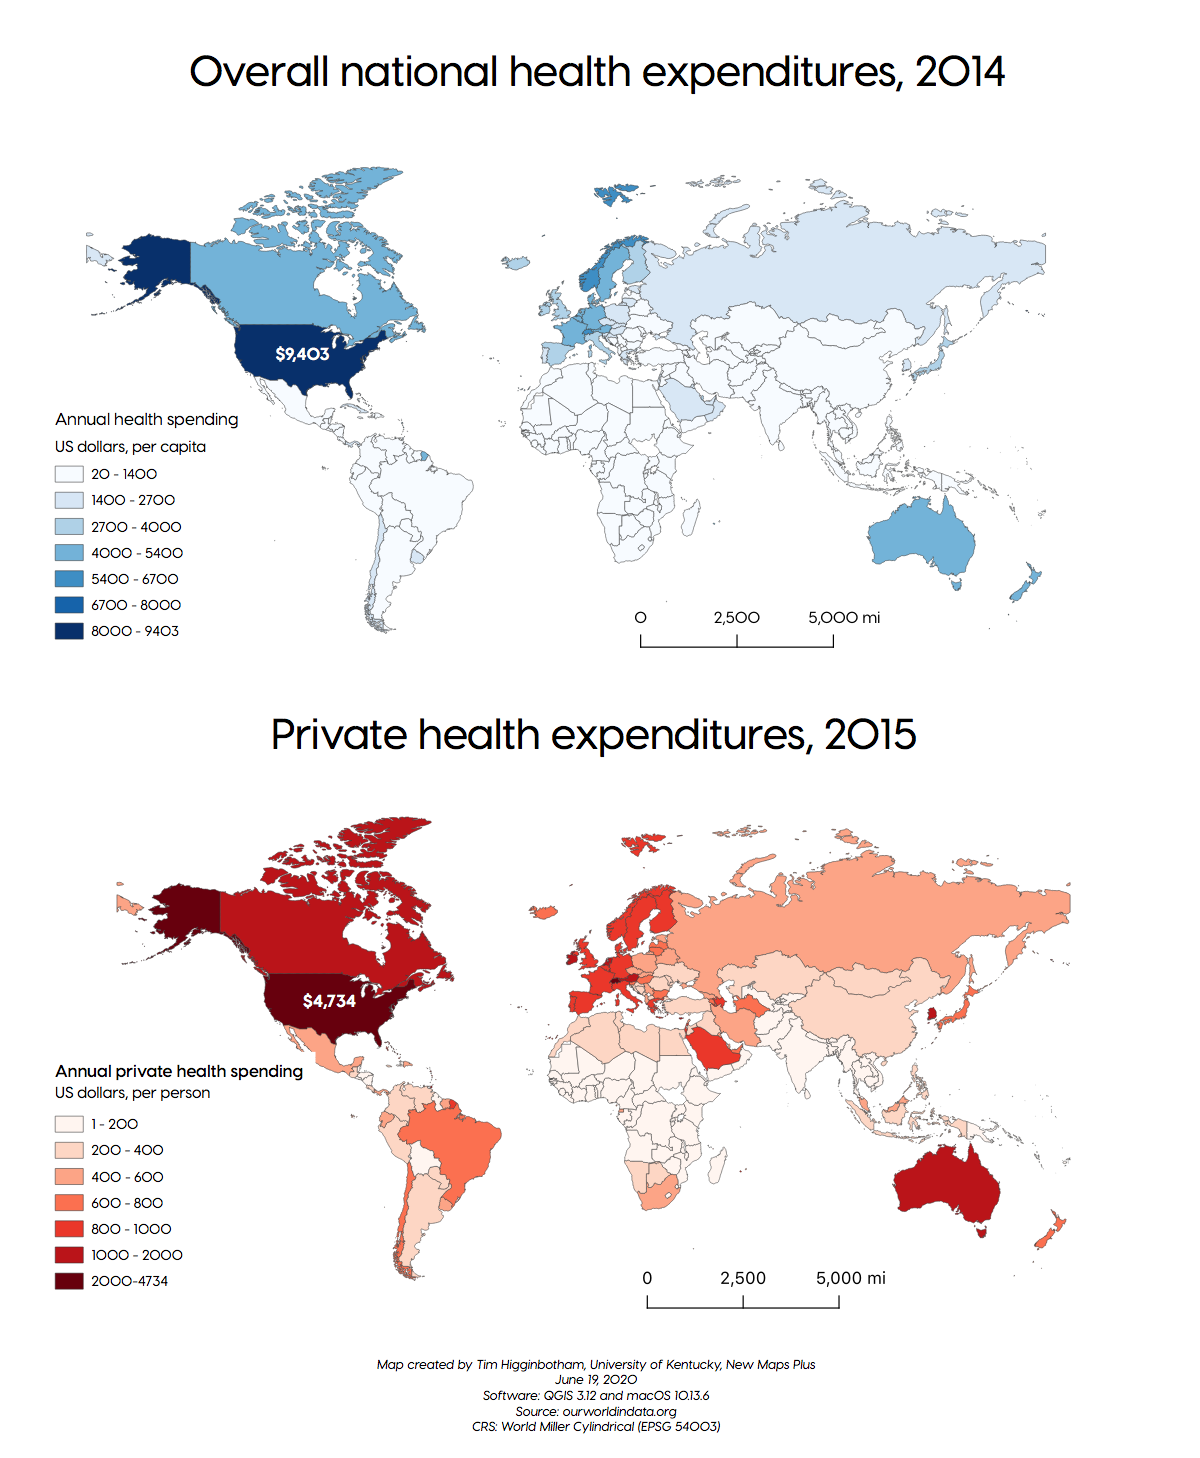 Overall national health expenditures, 2014
$9,403
Annual health spending
US dollars, per capita
20 - 1400
1400 - 2700
2700 - 4000
4000 - 5400
5400 - 6700
6700 - 8000
8000 - 9403
0 2,500 5,000 mi
Private health expenditures, 2015
$4,734
Annual private health spending
US dollars, per person
1 - 200
200 - 400
400 - 600
600 - 800
800 - 1000
1000 - 2000
2000-4734
0 2,500 5,000 mi
Map created by Tim Higginbotham, University of Kentucky, New Maps Plus
June 19, 2020
Software: QGIS 3.12 and macOS 10.13.6
Source: ourworldindata.org
CRS: World Miller Cylindrical (EPSG 54003)